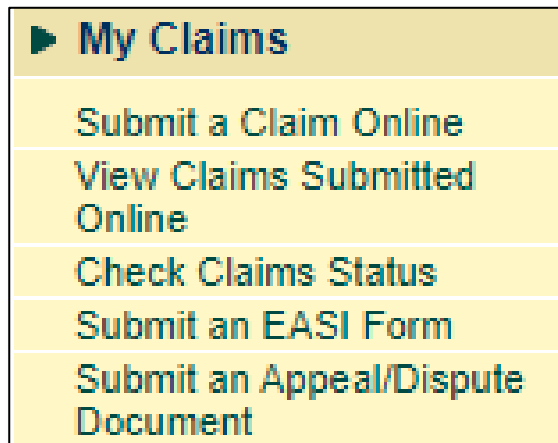 My Claims
Submit a Claim Online
View Claims Submitted
Online
Check Claims Status
Submit an EASI Form
Submit an Appeal/Dispute
Document